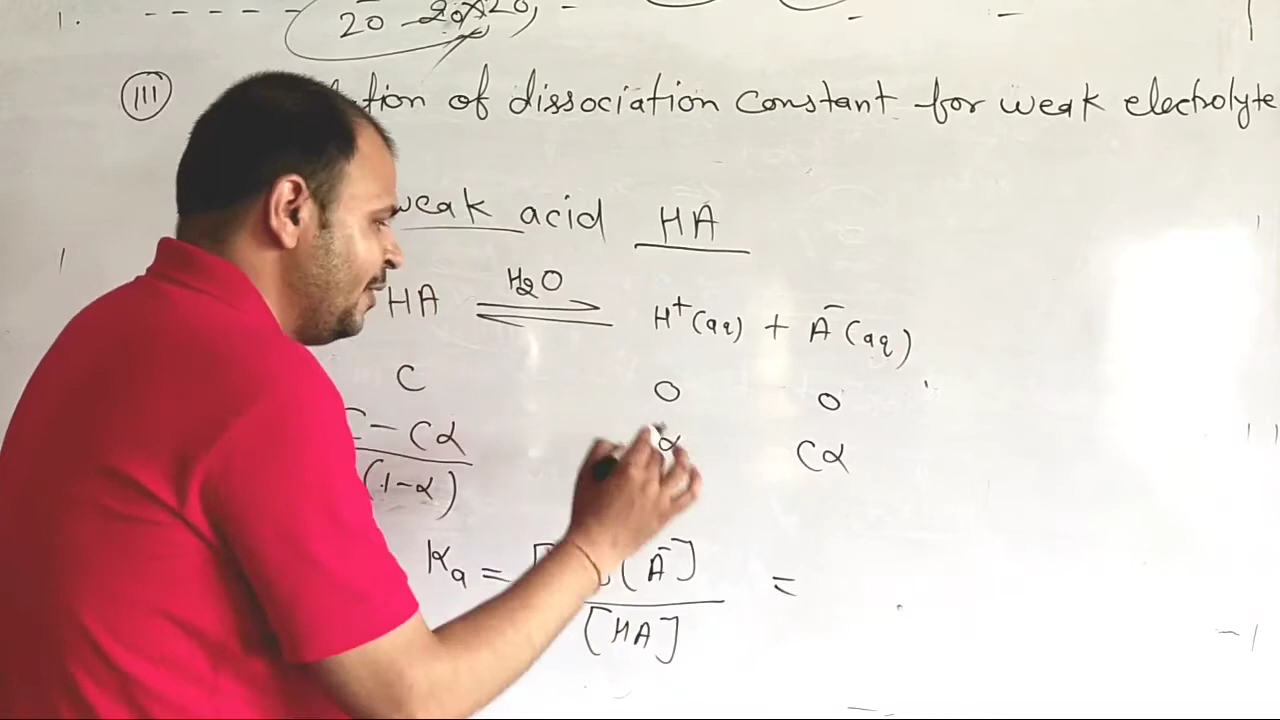 20 - 20×20
(III) tion of dissociation constant for weak electrolyte
weak acid HA
HA ⇌ H₂O H⁺(aq) + A⁻(aq)
C 0 0
C - Cα α Cα
(1-α)
Ka = [ [A⁻] =
[HA]